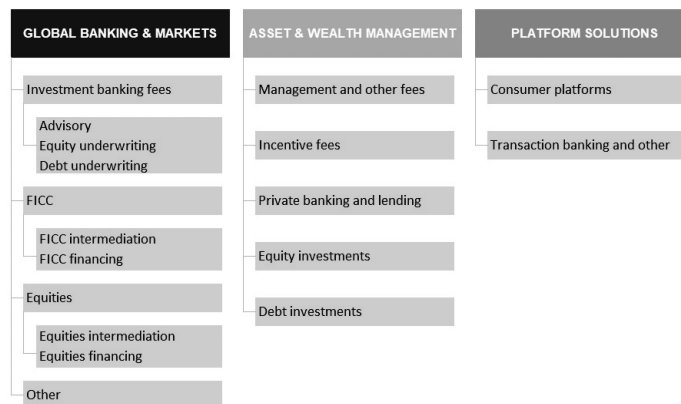 GLOBAL BANKING & MARKETS
Investment banking fees
Advisory
Equity underwriting
Debt underwriting
FICC
FICC intermediation
FICC financing
Equities
Equities intermediation
Equities financing
Other
ASSET & WEALTH MANAGEMENT
Management and other fees
Incentive fees
Private banking and lending
Equity investments
Debt investments
PLATFORM SOLUTIONS
Consumer platforms
Transaction banking and other